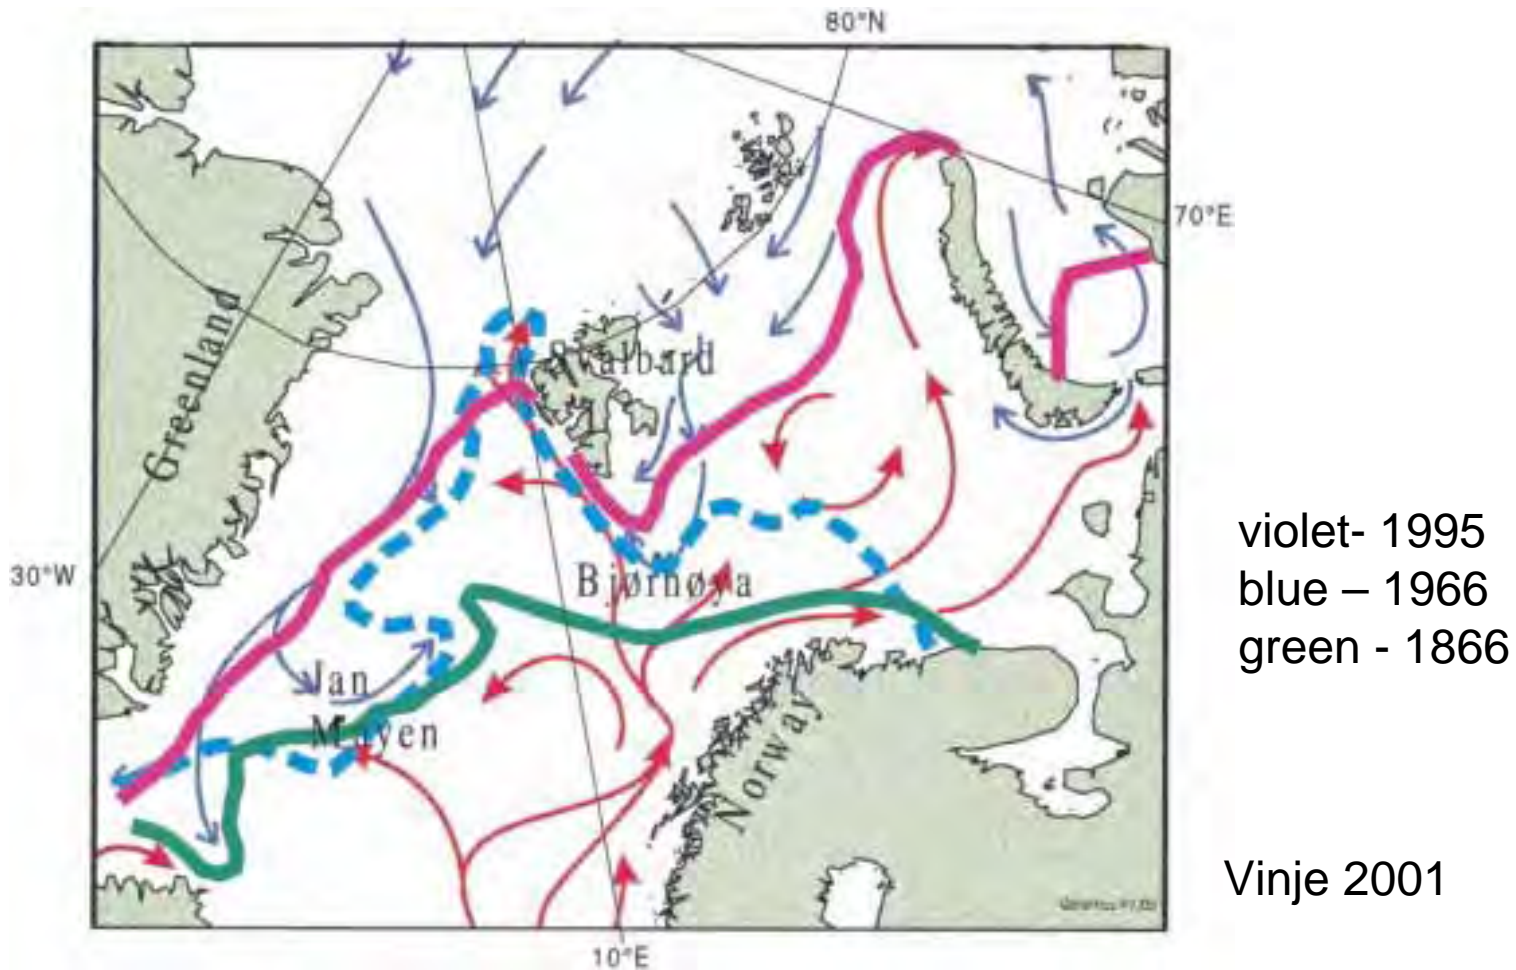 80°N
70°E
Svalbard
Greenland
violet- 1995
blue – 1966
green - 1866
30°W
Bjørnøya
Jan
Mayen
Norway
Vinje 2001
10°E